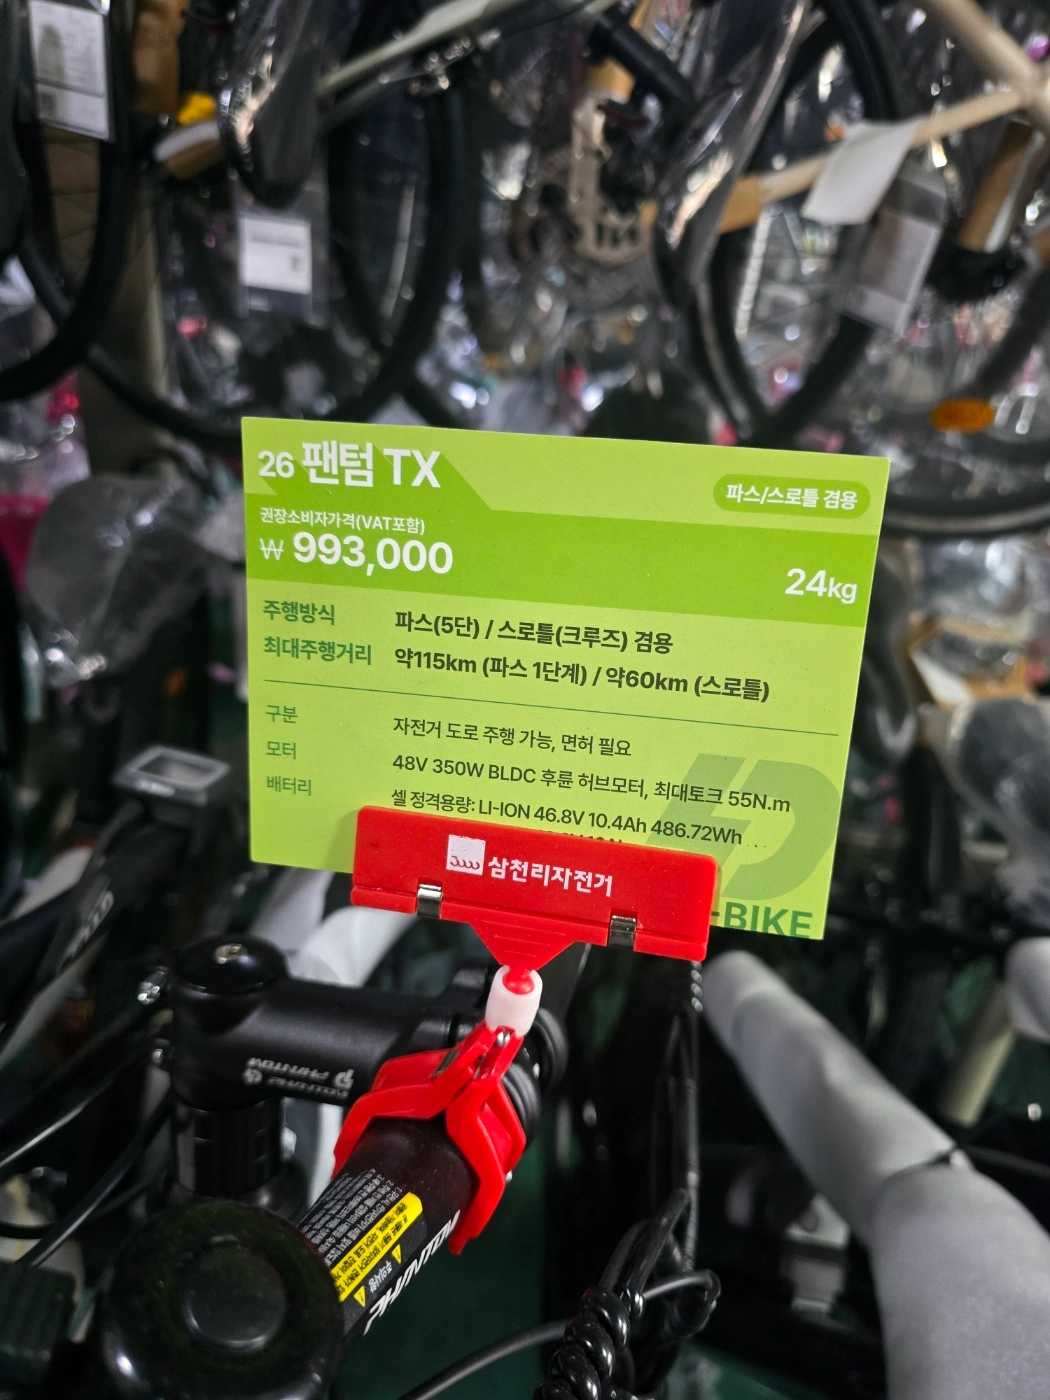 26 팬텀 TX
파스/스로틀 겸용
권장소비자가격(VAT포함)
₩ 993,000
24kg
주행방식 파스(5단) / 스로틀(크루즈) 겸용
최대주행거리 약115km (파스 1단계) / 약60km (스로틀)
구분 자전거 도로 주행 가능, 면허 필요
모터 48V 350W BLDC 후륜 허브모터, 최대토크 55N.m
배터리 셀 정격용량: LI-ION 46.8V 10.4Ah 486.72Wh
삼천리자전거
-BIKE
PHANTOM
PHANTOM